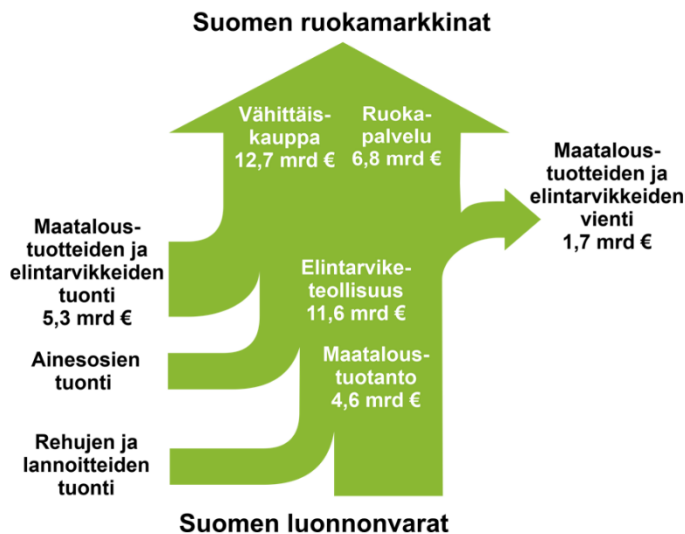 Suomen ruokamarkkinat
Vähittäis-
kauppa
12,7 mrd €
Ruoka-
palvelu
6,8 mrd €
Maatalous-
tuotteiden ja
elintarvikkeiden
vienti
1,7 mrd €
Maatalous-
tuotteiden ja
elintarvikkeiden
tuonti
5,3 mrd €
Elintarvike-
teollisuus
11,6 mrd €
Ainesosien
tuonti
Maatalous-
tuotanto
4,6 mrd €
Rehujen ja
lannoitteiden
tuonti
Suomen luonnonvarat